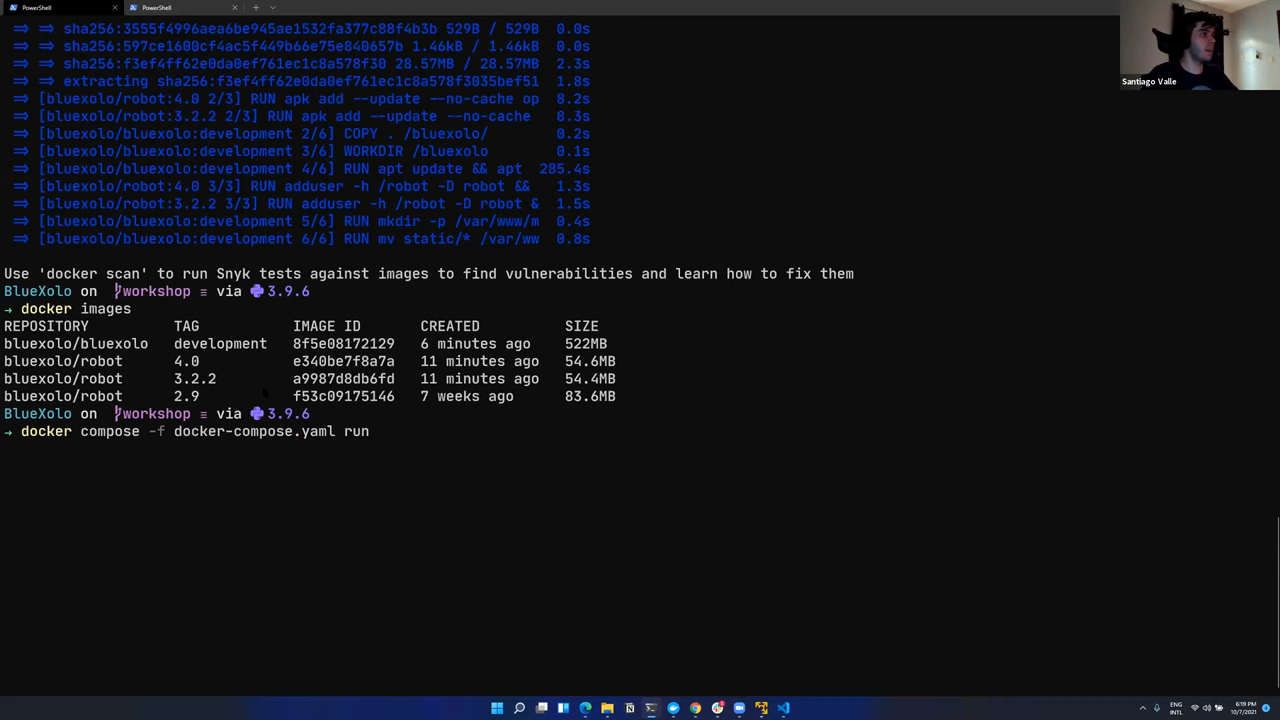 PowerShell
PowerShell
=> => sha256:3555f4996aea6be945ae1532fa377c88f4b3b 529B / 529B 0.0s
=> => sha256:597ce1600cf4ac5f449b66e75e840657b 1.46kB / 1.46kB 0.0s
=> => sha256:f3ef4ff62e0da0ef761ec1c8a578f30 28.57MB / 28.57MB 2.3s
=> => extracting sha256:f3ef4ff62e0da0ef761ec1c8a578f3035bef51 1.8s
=> [bluexolo/robot:4.0 2/3] RUN apk add --update --no-cache op 8.2s
=> [bluexolo/robot:3.2.2 2/3] RUN apk add --update --no-cache 8.3s
=> [bluexolo/bluexolo:development 2/6] COPY . /bluexolo/ 0.2s
=> [bluexolo/bluexolo:development 3/6] WORKDIR /bluexolo 0.1s
=> [bluexolo/bluexolo:development 4/6] RUN apt update && apt 285.4s
=> [bluexolo/robot:4.0 3/3] RUN adduser -h /robot -D robot && 1.3s
=> [bluexolo/robot:3.2.2 3/3] RUN adduser -h /robot -D robot & 1.5s
=> [bluexolo/bluexolo:development 5/6] RUN mkdir -p /var/www/m 0.4s
=> [bluexolo/bluexolo:development 6/6] RUN mv static/* /var/ww 0.8s
Use 'docker scan' to run Snyk tests against images to find vulnerabilities and learn how to fix them
BlueXolo on workshop ≡ via 3.9.6
→ docker images
REPOSITORY TAG IMAGE ID CREATED SIZE
bluexolo/bluexolo development 8f5e08172129 6 minutes ago 522MB
bluexolo/robot 4.0 e340be7f8a7a 11 minutes ago 54.6MB
bluexolo/robot 3.2.2 a9987d8db6fd 11 minutes ago 54.4MB
bluexolo/robot 2.9 f53c09175146 7 weeks ago 83.6MB
BlueXolo on workshop ≡ via 3.9.6
→ docker compose -f docker-compose.yaml run
Santiago Valle
ENG
INTL
6:19 PM
10/7/2021